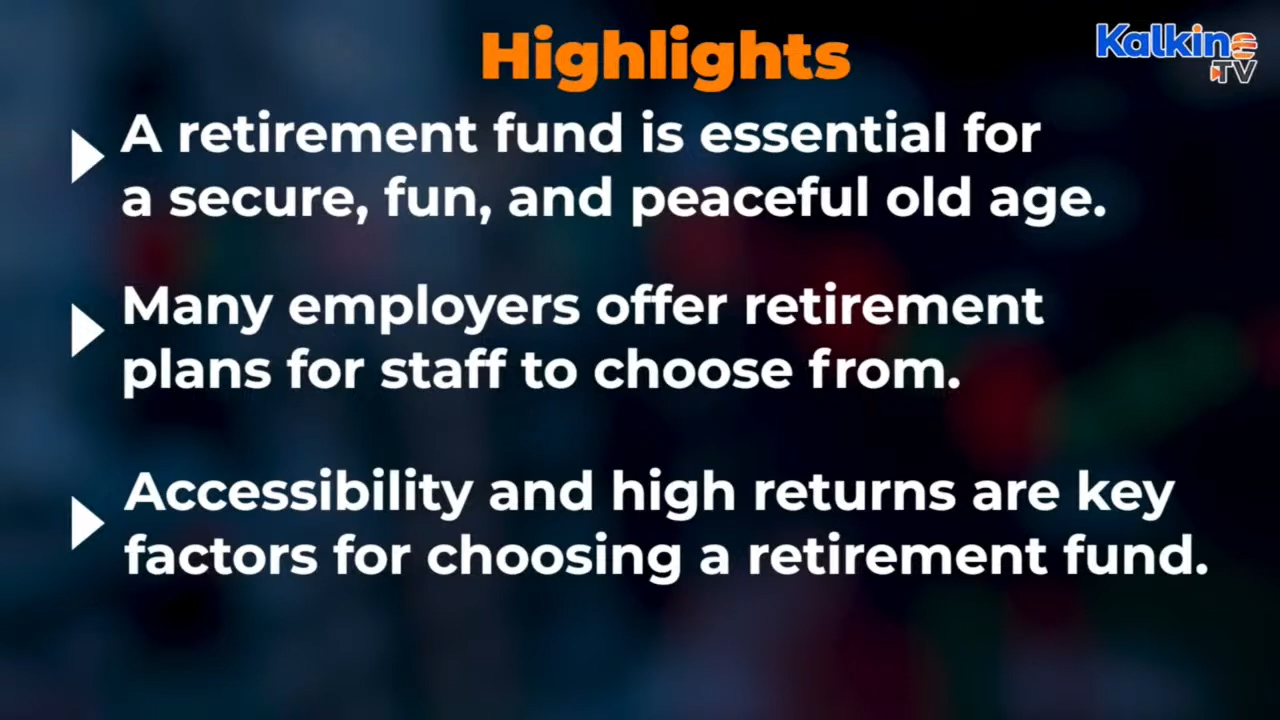 Highlights
Kalkine
TV
A retirement fund is essential for
a secure, fun, and peaceful old age.
Many employers offer retirement
plans for staff to choose from.
Accessibility and high returns are key
factors for choosing a retirement fund.